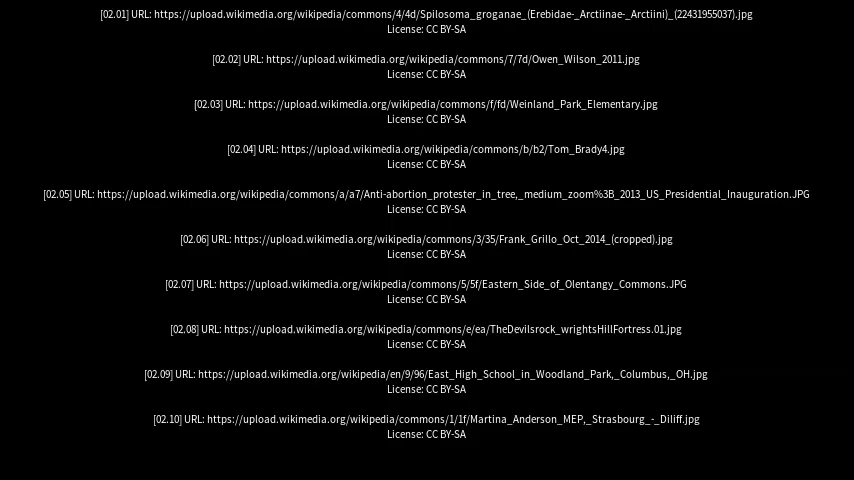 [02.01] URL: https://upload.wikimedia.org/wikipedia/commons/4/4d/Spilosoma_groganae_(Erebidae-_Arctiinae-_Arctiini)_(22431955037).jpg
License: CC BY-SA
[02.02] URL: https://upload.wikimedia.org/wikipedia/commons/7/7d/Owen_Wilson_2011.jpg
License: CC BY-SA
[02.03] URL: https://upload.wikimedia.org/wikipedia/commons/f/fd/Weinland_Park_Elementary.jpg
License: CC BY-SA
[02.04] URL: https://upload.wikimedia.org/wikipedia/commons/b/b2/Tom_Brady4.jpg
License: CC BY-SA
[02.05] URL: https://upload.wikimedia.org/wikipedia/commons/a/a7/Anti-abortion_protester_in_tree,_medium_zoom%3B_2013_US_Presidential_Inauguration.JPG
License: CC BY-SA
[02.06] URL: https://upload.wikimedia.org/wikipedia/commons/3/35/Frank_Grillo_Oct_2014_(cropped).jpg
License: CC BY-SA
[02.07] URL: https://upload.wikimedia.org/wikipedia/commons/5/5f/Eastern_Side_of_Olentangy_Commons.JPG
License: CC BY-SA
[02.08] URL: https://upload.wikimedia.org/wikipedia/commons/e/ea/TheDevilsrock_wrightsHillFortress.01.jpg
License: CC BY-SA
[02.09] URL: https://upload.wikimedia.org/wikipedia/en/9/96/East_High_School_in_Woodland_Park,_Columbus,_OH.jpg
License: CC BY-SA
[02.10] URL: https://upload.wikimedia.org/wikipedia/commons/1/1f/Martina_Anderson_MEP,_Strasbourg_-_Diliff.jpg
License: CC BY-SA